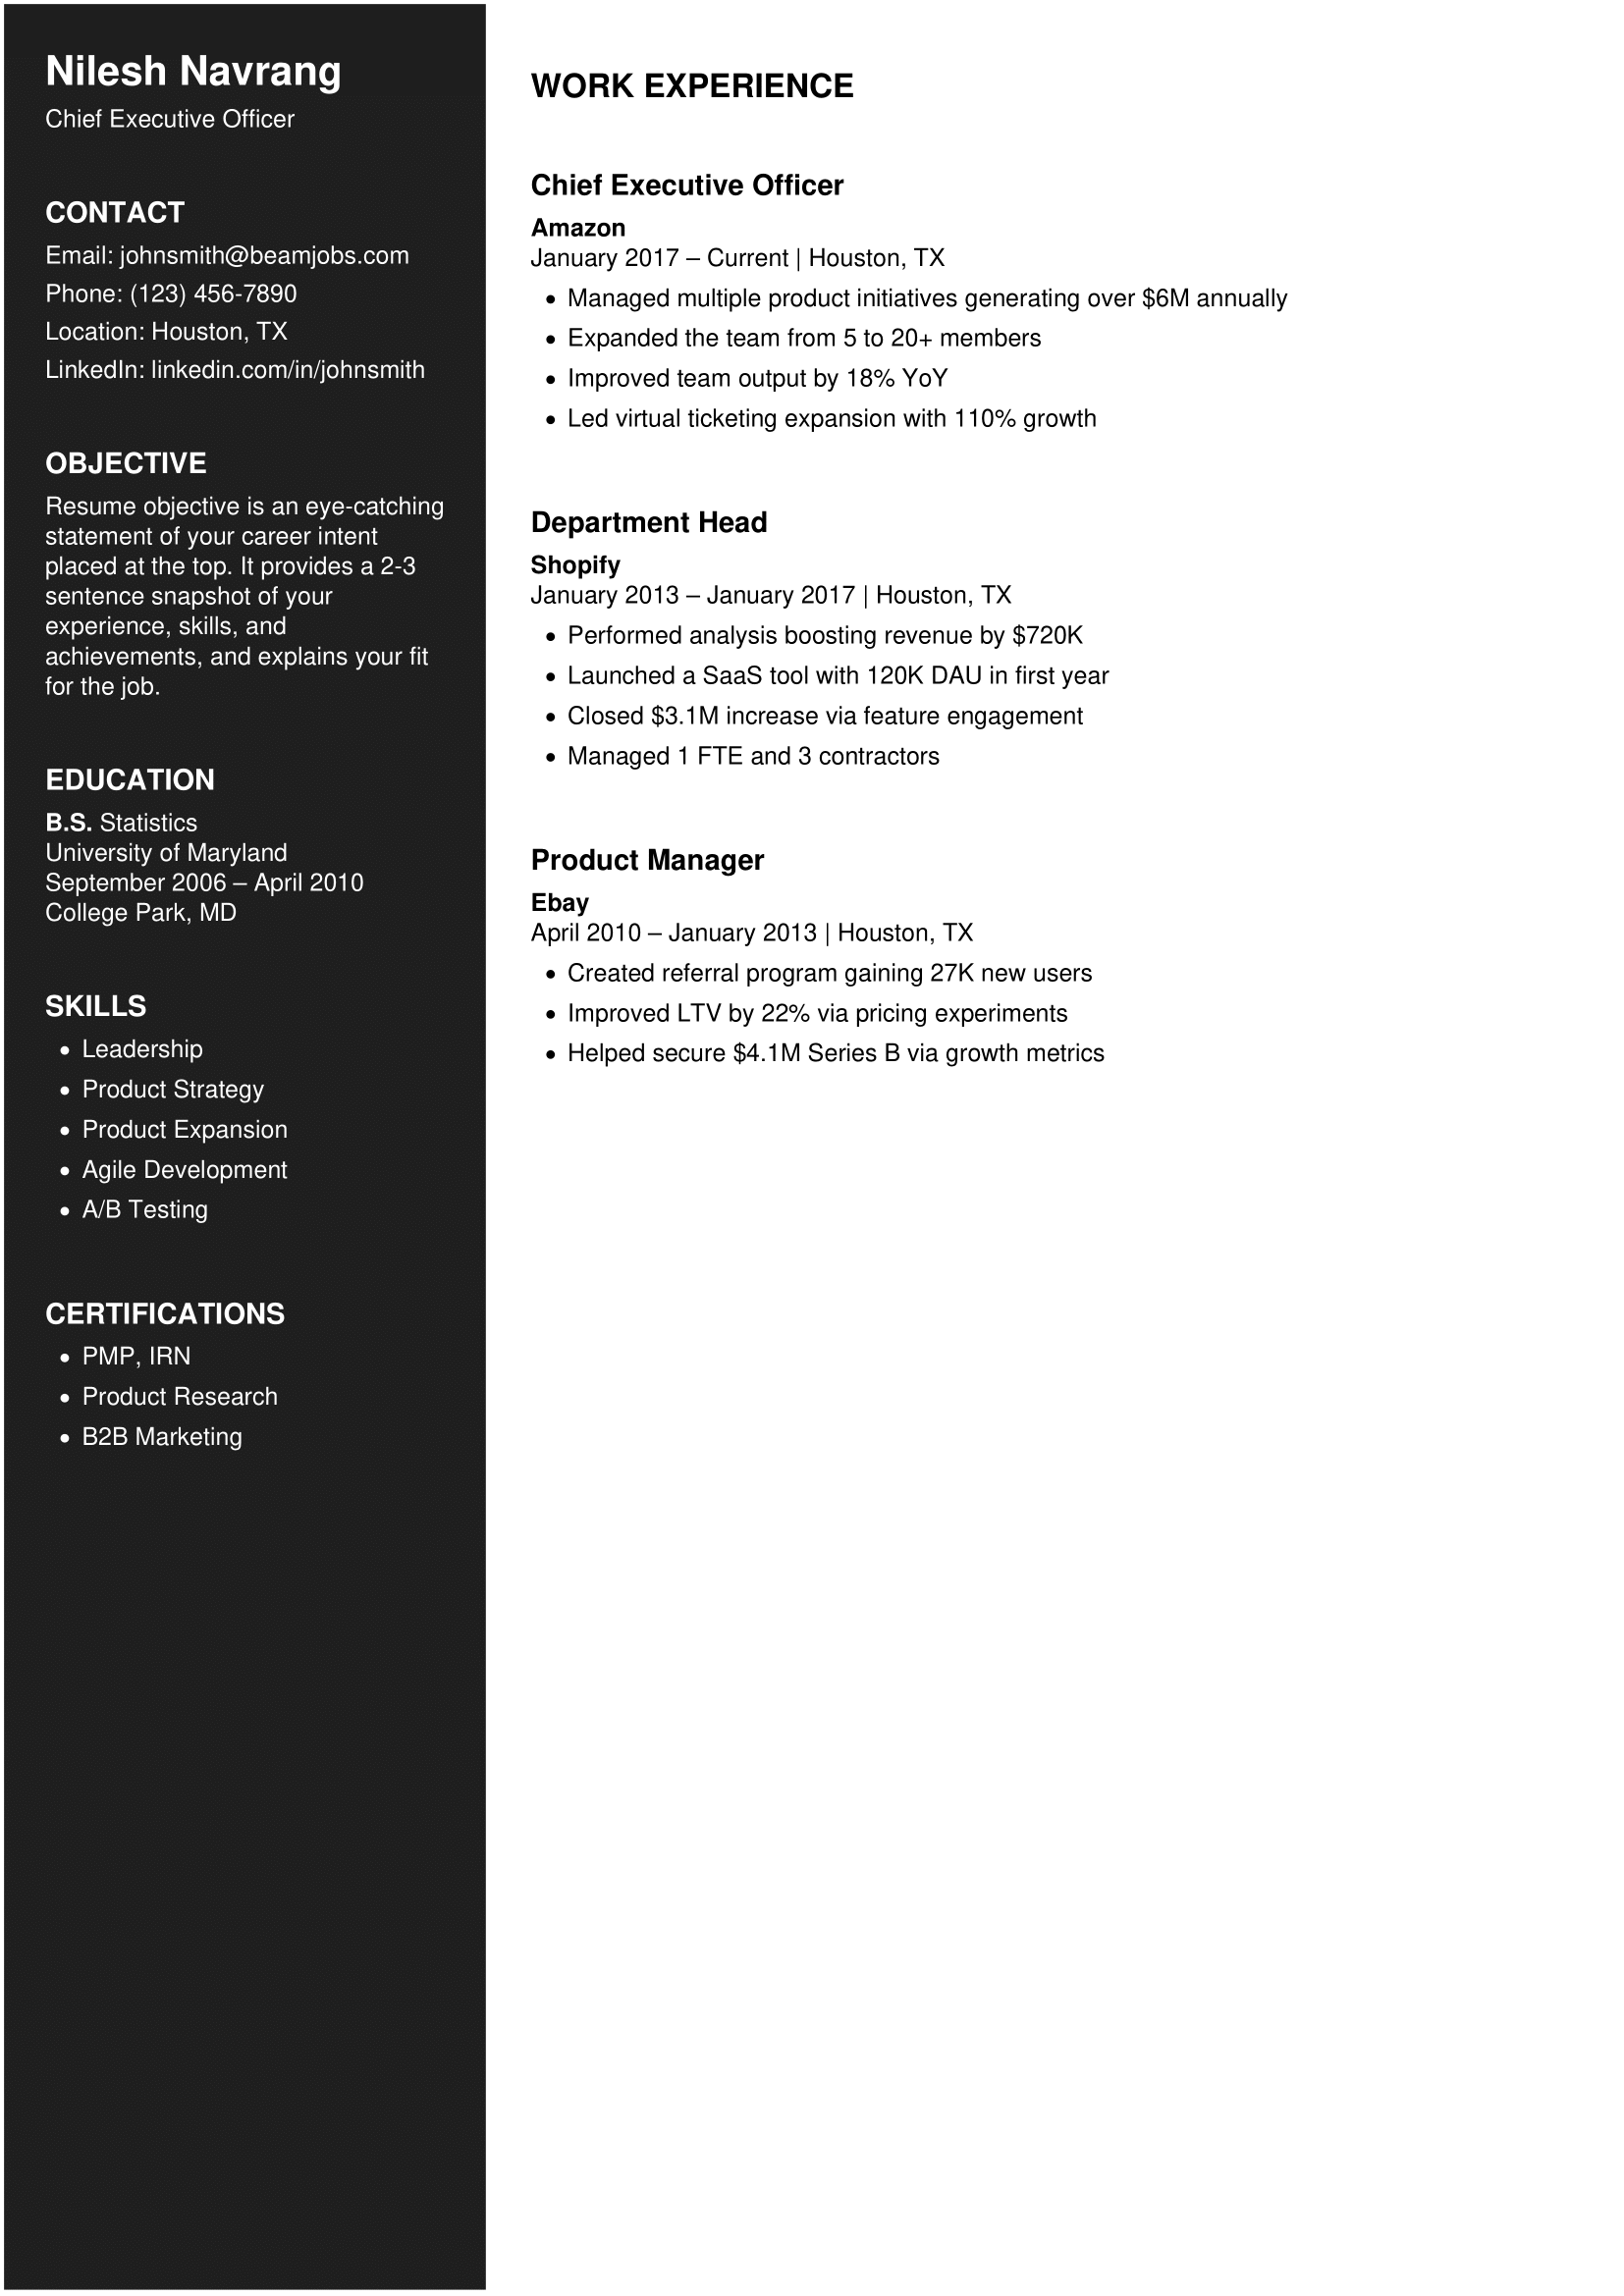 Nilesh Navrang
Chief Executive Officer
CONTACT
Email: johnsmith@beamjobs.com
Phone: (123) 456-7890
Location: Houston, TX
LinkedIn: linkedin.com/in/johnsmith
OBJECTIVE
Resume objective is an eye-catching
statement of your career intent
placed at the top. It provides a 2-3
sentence snapshot of your
experience, skills, and
achievements, and explains your fit
for the job.
EDUCATION
B.S. Statistics
University of Maryland
September 2006 – April 2010
College Park, MD
SKILLS
• Leadership
• Product Strategy
• Product Expansion
• Agile Development
• A/B Testing
CERTIFICATIONS
• PMP, IRN
• Product Research
• B2B Marketing
WORK EXPERIENCE
Chief Executive Officer
Amazon
January 2017 – Current | Houston, TX
• Managed multiple product initiatives generating over $6M annually
• Expanded the team from 5 to 20+ members
• Improved team output by 18% YoY
• Led virtual ticketing expansion with 110% growth
Department Head
Shopify
January 2013 – January 2017 | Houston, TX
• Performed analysis boosting revenue by $720K
• Launched a SaaS tool with 120K DAU in first year
• Closed $3.1M increase via feature engagement
• Managed 1 FTE and 3 contractors
Product Manager
Ebay
April 2010 – January 2013 | Houston, TX
• Created referral program gaining 27K new users
• Improved LTV by 22% via pricing experiments
• Helped secure $4.1M Series B via growth metrics